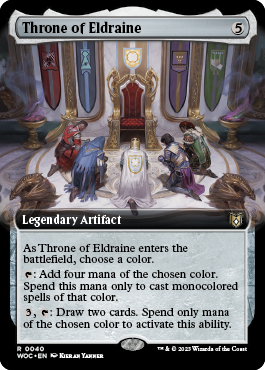 Throne of Eldraine 5
Legendary Artifact
As Throne of Eldraine enters the
battlefield, choose a color.
: Add four mana of the chosen color.
Spend this mana only to cast monocolored
spells of that color.
3, : Draw two cards. Spend only mana
of the chosen color to activate this ability.
R 0040
WOC • EN Kieran Yanner
™ & © 2023 Wizards of the Coast